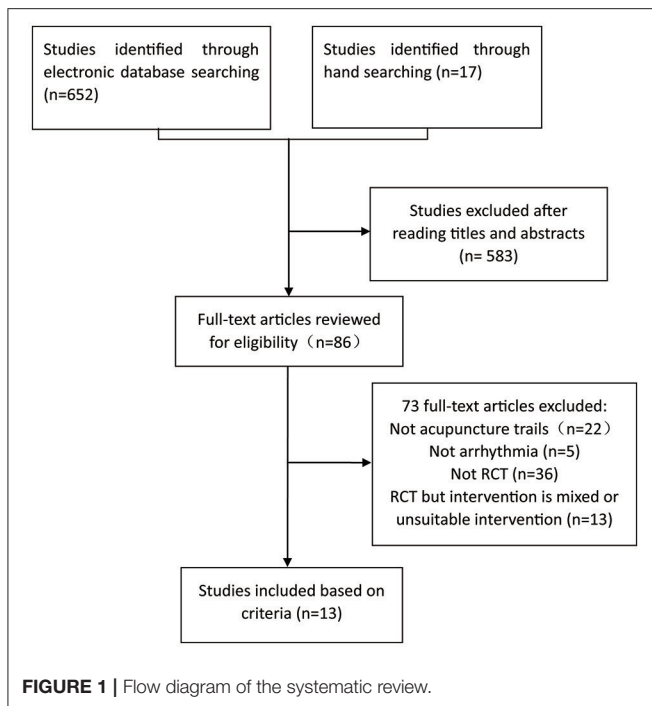 Studies identified through
electronic database searching
(n=652)
Studies identified through
hand searching (n=17)
Studies excluded after
reading titles and abstracts
(n= 583)
Full-text articles reviewed
for eligibility（n=86）
73 full-text articles excluded:
Not acupuncture trails（n=22）
Not arrhythmia (n=5)
Not RCT (n=36)
RCT but intervention is mixed or
unsuitable intervention (n=13)
Studies included based on
criteria (n=13)
FIGURE 1 | Flow diagram of the systematic review.